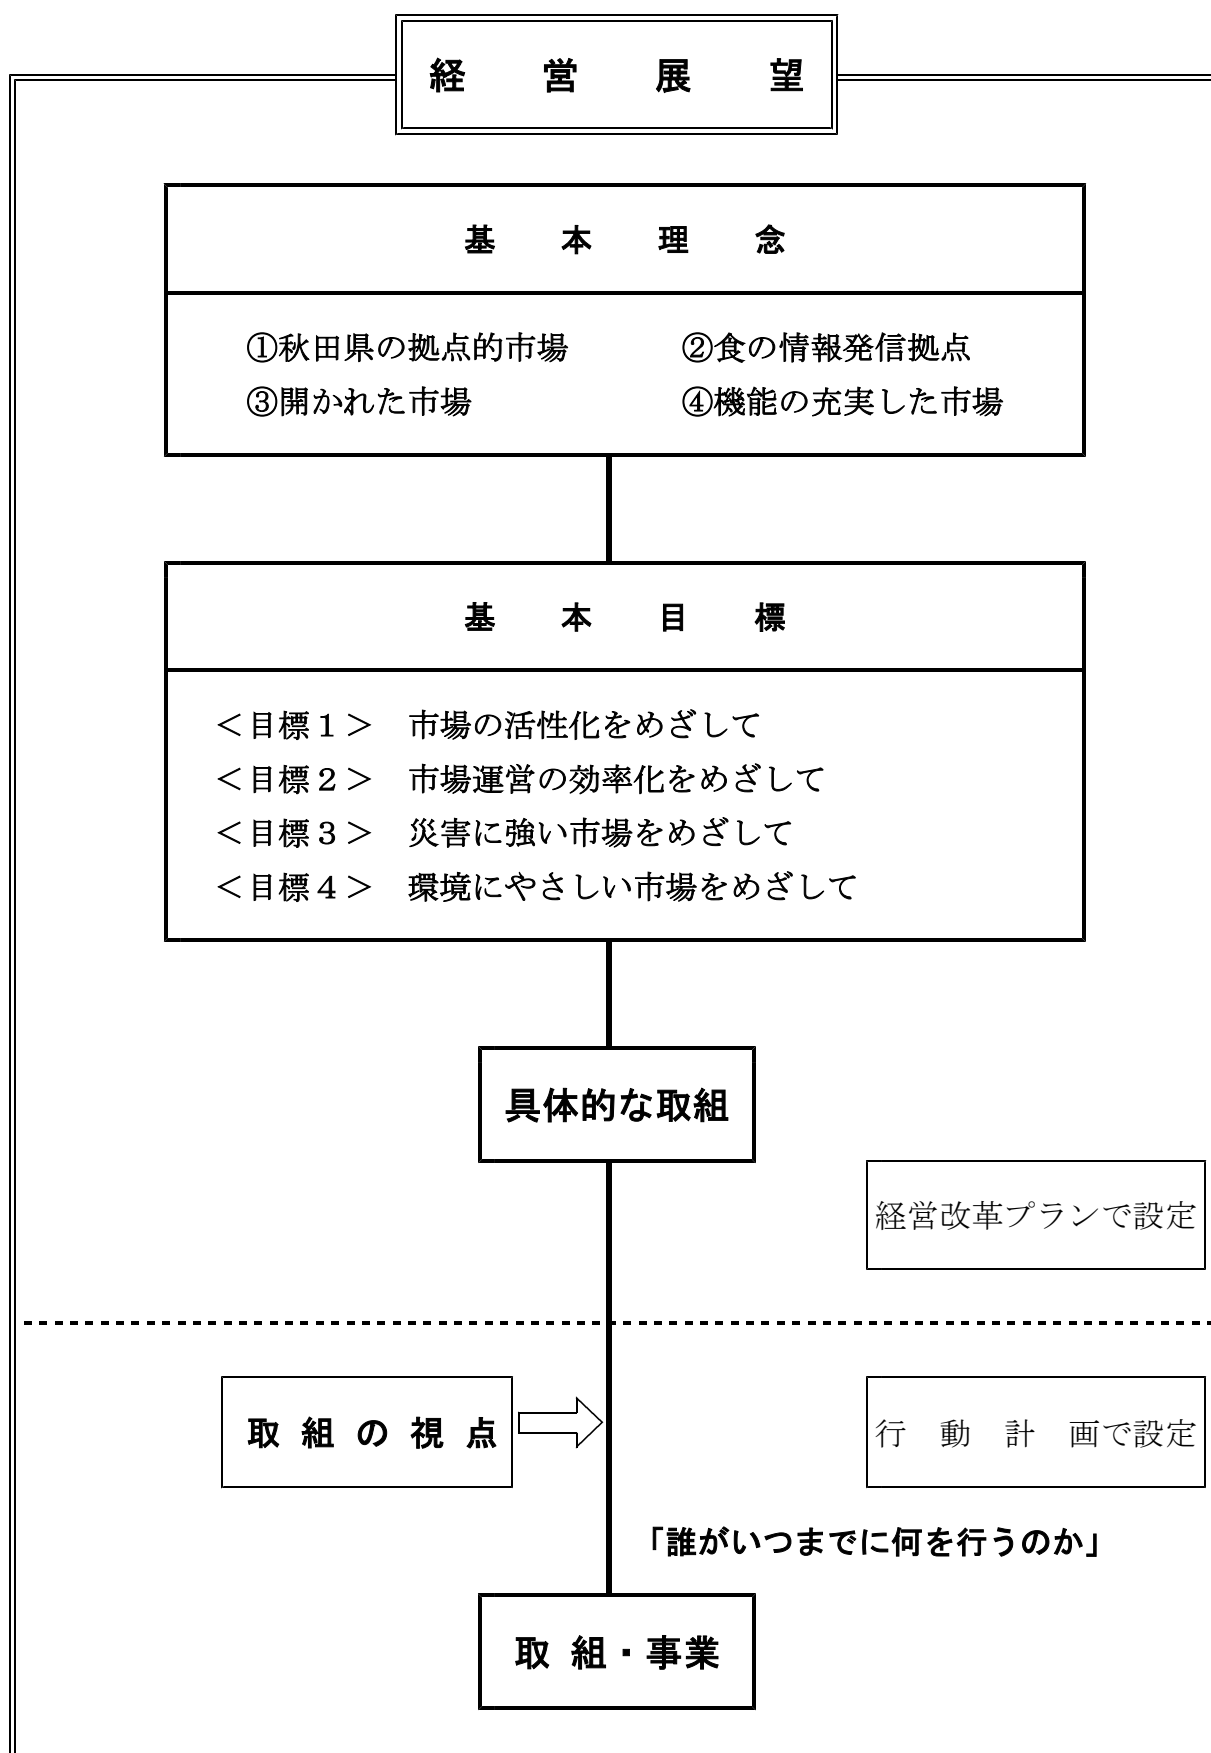 経　営　展　望
基　本　理　念
①秋田県の拠点的市場　②食の情報発信拠点
③開かれた市場　④機能の充実した市場
基　本　目　標
＜目標１＞　市場の活性化をめざして
＜目標２＞　市場運営の効率化をめざして
＜目標３＞　災害に強い市場をめざして
＜目標４＞　環境にやさしい市場をめざして
具体的な取組
経営改革プランで設定
取 組 の 視 点
行　動　計　画で設定
「誰がいつまでに何を行うのか」
取 組・事業